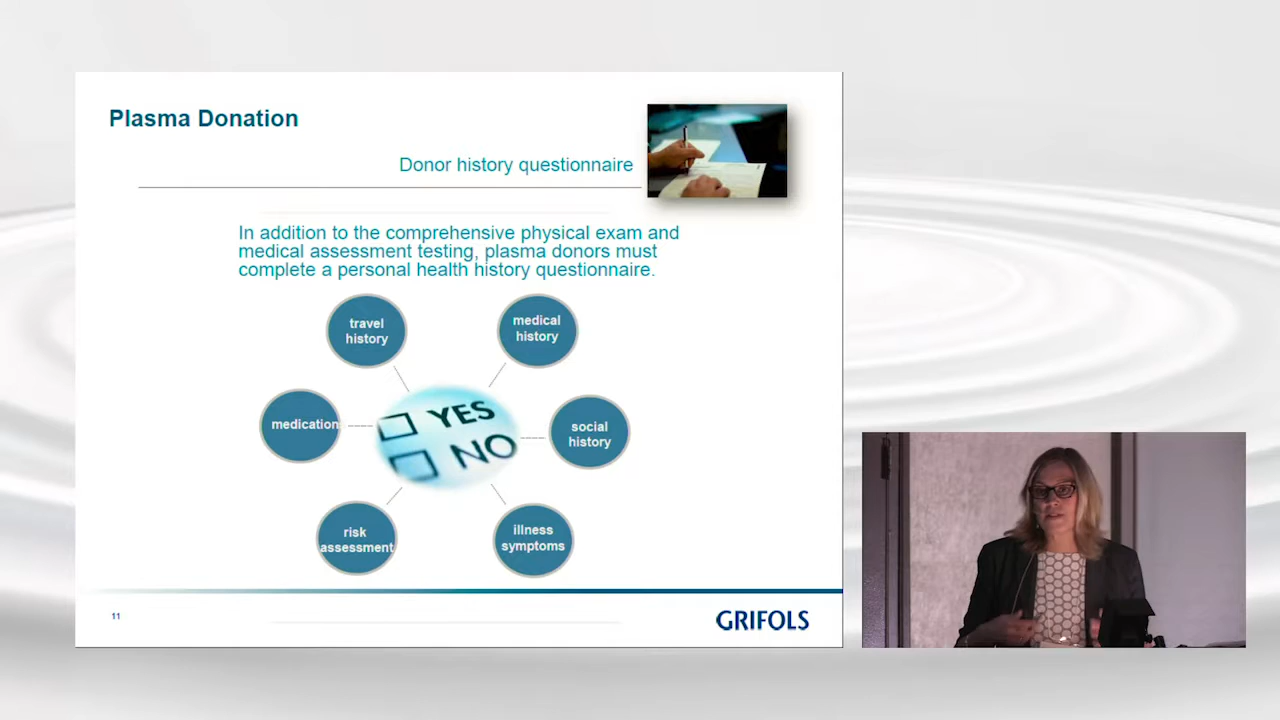 Plasma Donation
Donor history questionnaire
In addition to the comprehensive physical exam and
medical assessment testing, plasma donors must
complete a personal health history questionnaire.
travel
history
medical
history
medication
YES
NO
social
history
risk
assessment
illness
symptoms
11
GRIFOLS